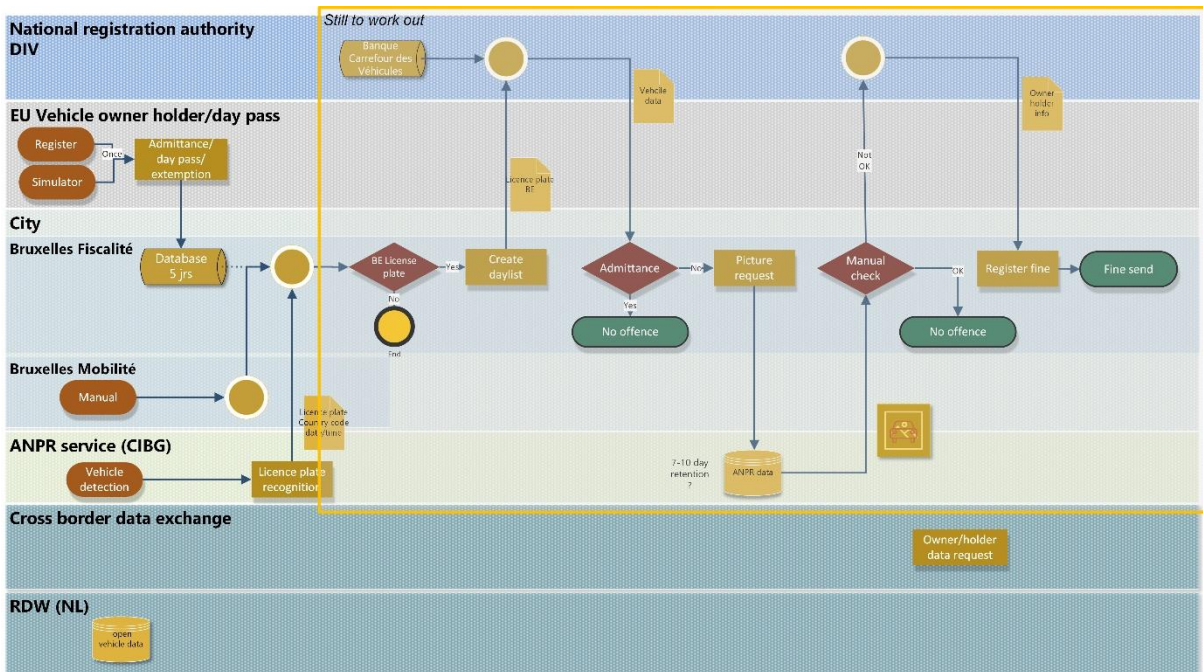 National registration authority
DIV
Still to work out
Banque
Carrefour des
Véhicules
Vehcile
data
Owner
holder
info
EU Vehicle owner holder/day pass
Register
Once
Simulator
Admittance/
day pass/
extemption
Licence plate
BE
Not
OK
City
Bruxelles Fiscalité
Database
5 jrs
BE License
plate
Yes
No
End
Create
daylist
Admittance
No
Yes
No offence
Picture
request
Manual
check
OK
No offence
Register fine
Fine send
Bruxelles Mobilité
Manual
Licence plate
Country code
date/time
ANPR service (CIBG)
Vehicle
detection
Licence plate
recognition
7-10 day
retention
?
ANPR data
Cross border data exchange
Owner/holder
data request
RDW (NL)
open
vehicle data